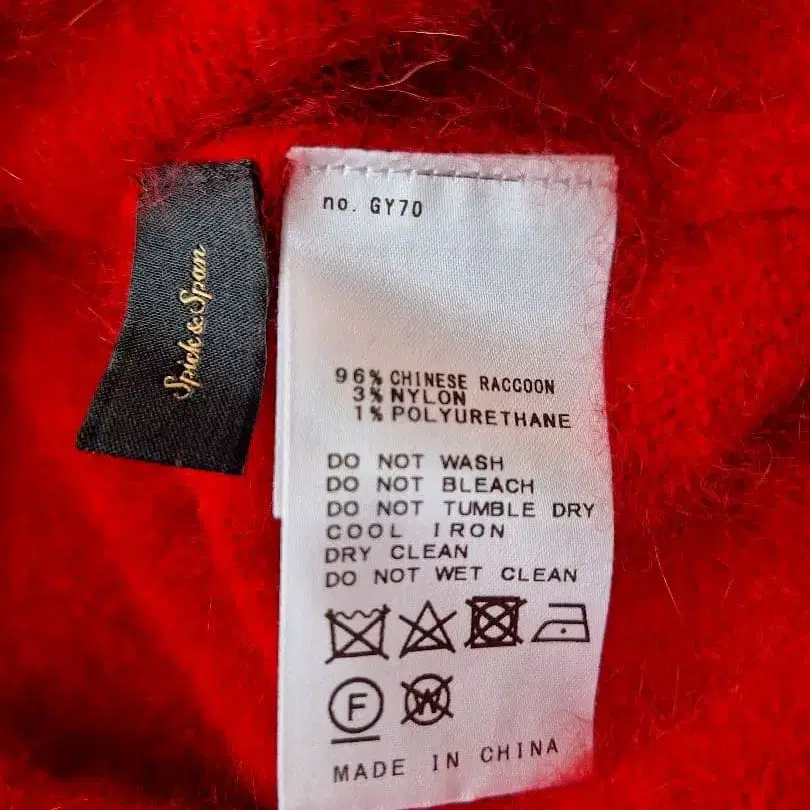 Spick & Span
no. GY70
96% CHINESE RACCOON
3% NYLON
1% POLYURETHANE
DO NOT WASH
DO NOT BLEACH
DO NOT TUMBLE DRY
COOL IRON
DRY CLEAN
DO NOT WET CLEAN
F W
MADE IN CHINA